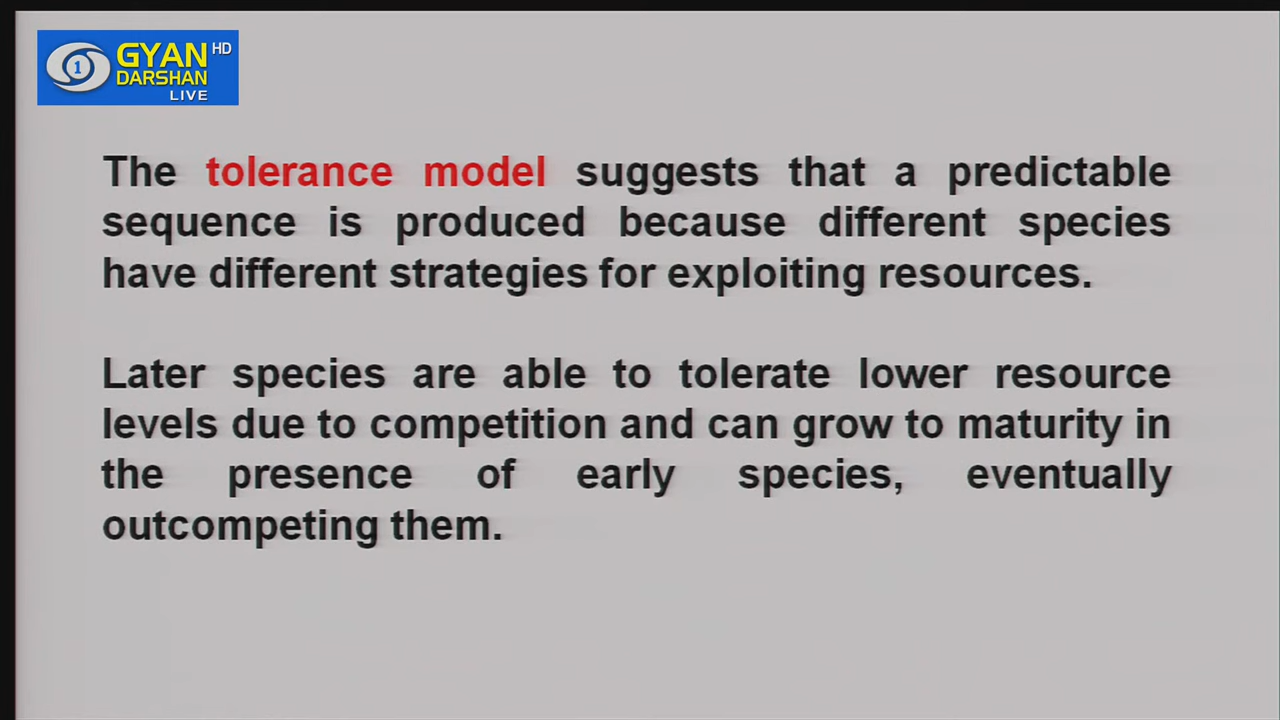 GYAN HD
DARSHAN
LIVE
1
The tolerance model suggests that a predictable
sequence is produced because different species
have different strategies for exploiting resources.
Later species are able to tolerate lower resource
levels due to competition and can grow to maturity in
the presence of early species, eventually
outcompeting them.